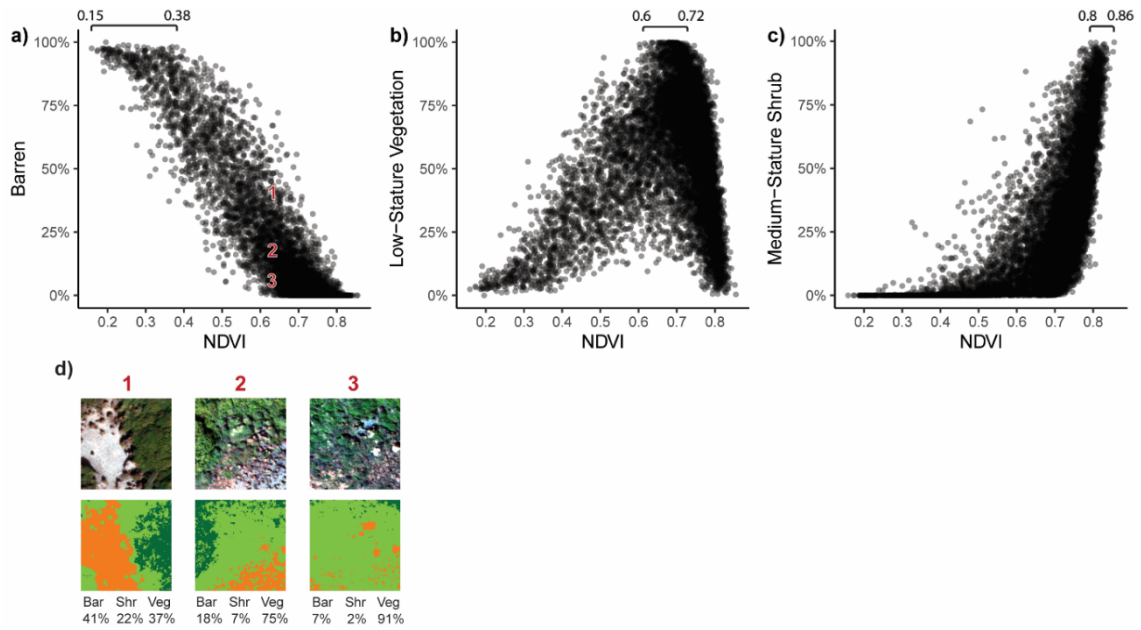 0.15 0.38
0.6 0.72
0.8 0.86
a)
Barren
100%
75%
50%
25%
0%
1
2
3
0.2 0.3 0.4 0.5 0.6 0.7 0.8
NDVI
b)
Low-Stature Vegetation
100%
75%
50%
25%
0%
0.2 0.3 0.4 0.5 0.6 0.7 0.8
NDVI
c)
Medium-Stature Shrub
100%
75%
50%
25%
0%
0.2 0.3 0.4 0.5 0.6 0.7 0.8
NDVI
d)
1 2 3
Bar Shr Veg Bar Shr Veg Bar Shr Veg
41% 22% 37% 18% 7% 75% 7% 2% 91%